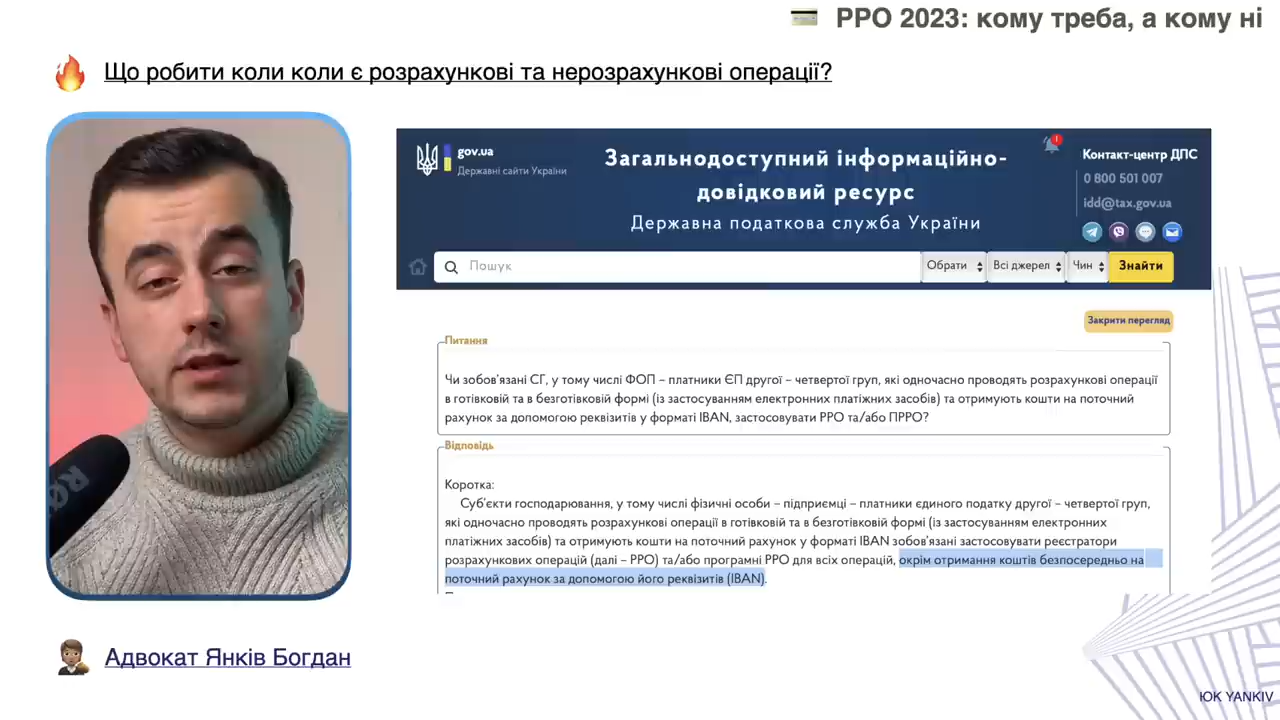 РРО 2023: кому треба, а кому ні
Що робити коли коли є розрахункові та нерозрахункові операції?
gov.ua
Державні сайти України
Загальнодоступний інформаційно-
довідковий ресурс
Державна податкова служба України
Контакт-центр ДПС
0 800 501 007
idd@tax.gov.ua
Пошук
Обрати
Всі джерел
Чин
Знайти
Закрити перегляд
Питання
Чи зобов’язані СГ, у тому числі ФОП – платники ЄП другої – четвертої груп, які одночасно проводять розрахункові операції
в готівковій та в безготівковій формі (із застосуванням електронних платіжних засобів) та отримують кошти на поточний
рахунок за допомогою реквізитів у форматі IBAN, застосовувати РРО та/або ПРРО?
Відповідь
Коротка:
Суб’єкти господарювання, у тому числі фізичні особи – підприємці – платники єдиного податку другої – четвертої груп,
які одночасно проводять розрахункові операції в готівковій та в безготівковій формі (із застосуванням електронних
платіжних засобів) та отримують кошти на поточний рахунок у форматі IBAN зобов’язані застосовувати реєстратори
розрахункових операцій (далі – РРО) та/або програмні РРО для всіх операцій, окрім отримання коштів безпосередньо на
поточний рахунок за допомогою його реквізитів (IBAN).
Адвокат Янків Богдан
ЮК YANKIV